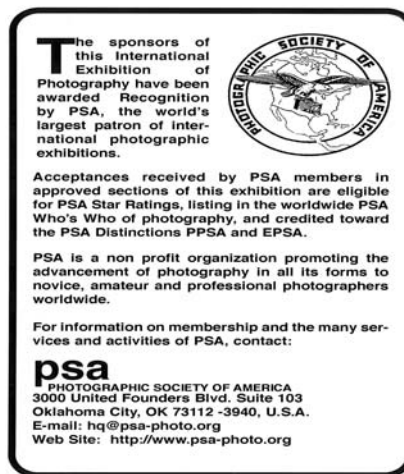 The sponsors of
this International
Exhibition of
Photography have been
awarded Recognition
by PSA, the world's
largest patron of inter-
national photographic
exhibitions.
PHOTOGRAPHIC SOCIETY OF AMERICA
Acceptances received by PSA members in
approved sections of this exhibition are eligible
for PSA Star Ratings, listing in the worldwide PSA
Who's Who of photography, and credited toward
the PSA Distinctions PPSA and EPSA.
PSA is a non profit organization promoting the
advancement of photography in all its forms to
novice, amateur and professional photographers
worldwide.
For information on membership and the many ser-
vices and activities of PSA, contact:
psa
PHOTOGRAPHIC SOCIETY OF AMERICA
3000 United Founders Blvd. Suite 103
Oklahoma City, OK 73112 -3940, U.S.A.
E-mail: hq@psa-photo.org
Web Site: http://www.psa-photo.org